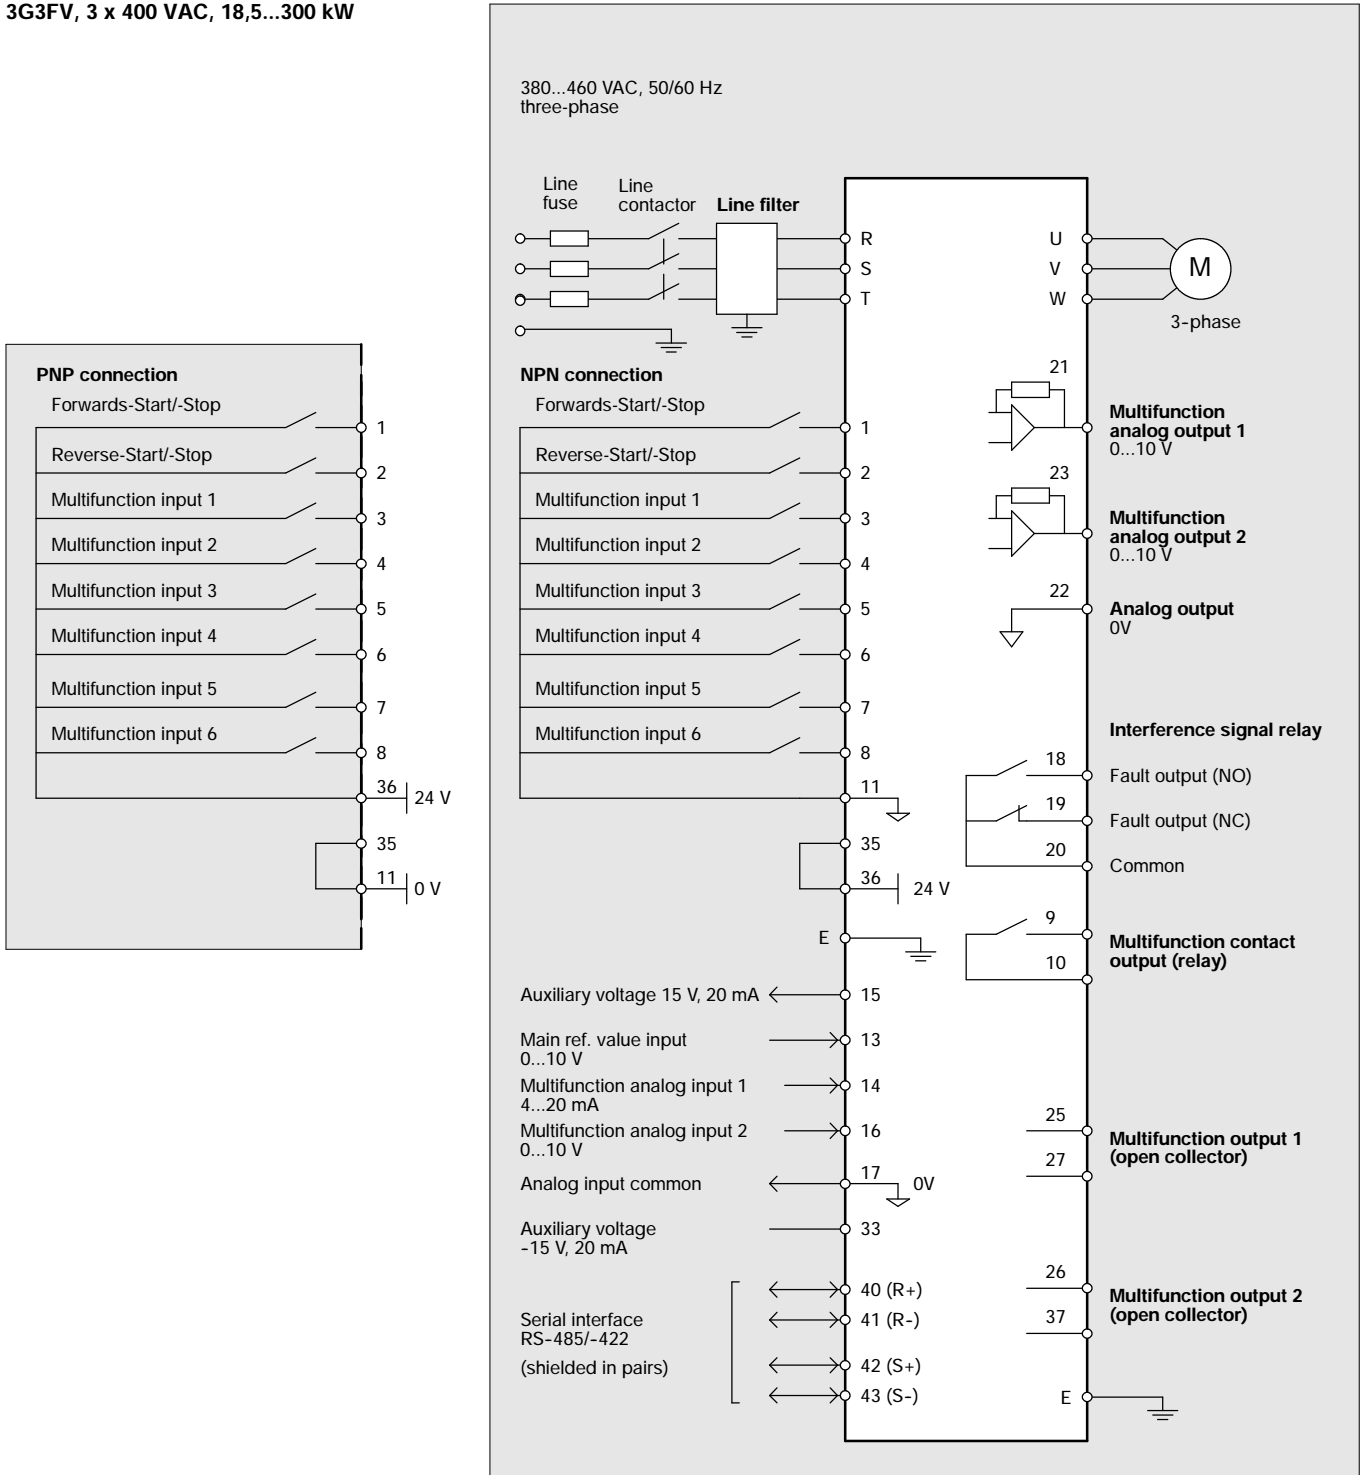 3G3FV, 3 x 400 VAC, 18,5...300 kW
380...460 VAC, 50/60 Hz
three-phase
Line
fuse
Line
contactor
Line filter
R
S
T
U
V
W
M
3-phase
PNP connection
Forwards-Start/-Stop
1
Reverse-Start/-Stop
2
Multifunction input 1
3
Multifunction input 2
4
Multifunction input 3
5
Multifunction input 4
6
Multifunction input 5
7
Multifunction input 6
8
36
24 V
35
11
0 V
NPN connection
Forwards-Start/-Stop
1
Reverse-Start/-Stop
2
Multifunction input 1
3
Multifunction input 2
4
Multifunction input 3
5
Multifunction input 4
6
Multifunction input 5
7
Multifunction input 6
8
11
35
36
24 V
E
Auxiliary voltage 15 V, 20 mA
15
Main ref. value input
0...10 V
13
Multifunction analog input 1
4...20 mA
14
Multifunction analog input 2
0...10 V
16
Analog input common
17
0V
Auxiliary voltage
-15 V, 20 mA
33
Serial interface
RS-485/-422
(shielded in pairs)
40 (R+)
41 (R-)
42 (S+)
43 (S-)
21
Multifunction
analog output 1
0...10 V
23
Multifunction
analog output 2
0...10 V
22
Analog output
0V
Interference signal relay
18
Fault output (NO)
19
Fault output (NC)
20
Common
9
10
Multifunction contact
output (relay)
25
27
Multifunction output 1
(open collector)
26
37
Multifunction output 2
(open collector)
E